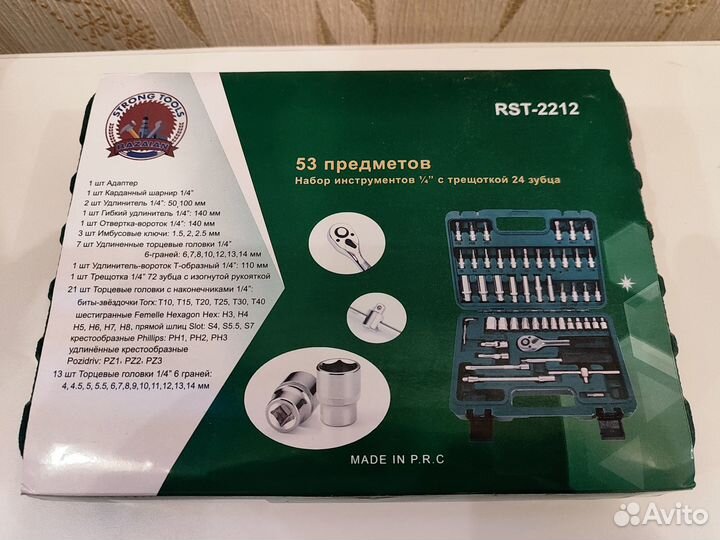 STRONG TOOLS
BAZAIAN
RST-2212
53 предметов
Набор инструментов ¼” с трещоткой 24 зубца
1 шт Адаптер
1 шт Карданный шарнир 1/4"
2 шт Удлинитель 1/4": 50,100 мм
1 шт Гибкий удлинитель 1/4": 140 мм
1 шт Отвертка-вороток 1/4": 140 мм
3 шт Имбусовые ключи: 1.5, 2, 2.5 мм
7 шт Удлиненные торцевые головки 1/4"
6-граней: 6,7,8,10,12,13,14 мм
1 шт Удлинитель-вороток Т-образный 1/4": 110 мм
1 шт Трещотка 1/4" 72 зубца с изогнутой рукояткой
21 шт Торцевые головки с наконечниками 1/4":
биты-звёздочки Torx: T10, T15, T20, T25, T30, T40
шестигранные Femelle Hexagon Hex: H3, H4
H5, H6, H7, H8, прямой шлиц Slot: S4, S5.5, S7
крестообразные Phillips: PH1, PH2, PH3
удлинённые крестообразные
Pozidriv: PZ1, PZ2, PZ3
13 шт Торцевые головки 1/4" 6 граней:
4, 4.5, 5, 5.5, 6,7,8,9,10,11,12,13,14 мм
MADE IN P.R.C
Avito